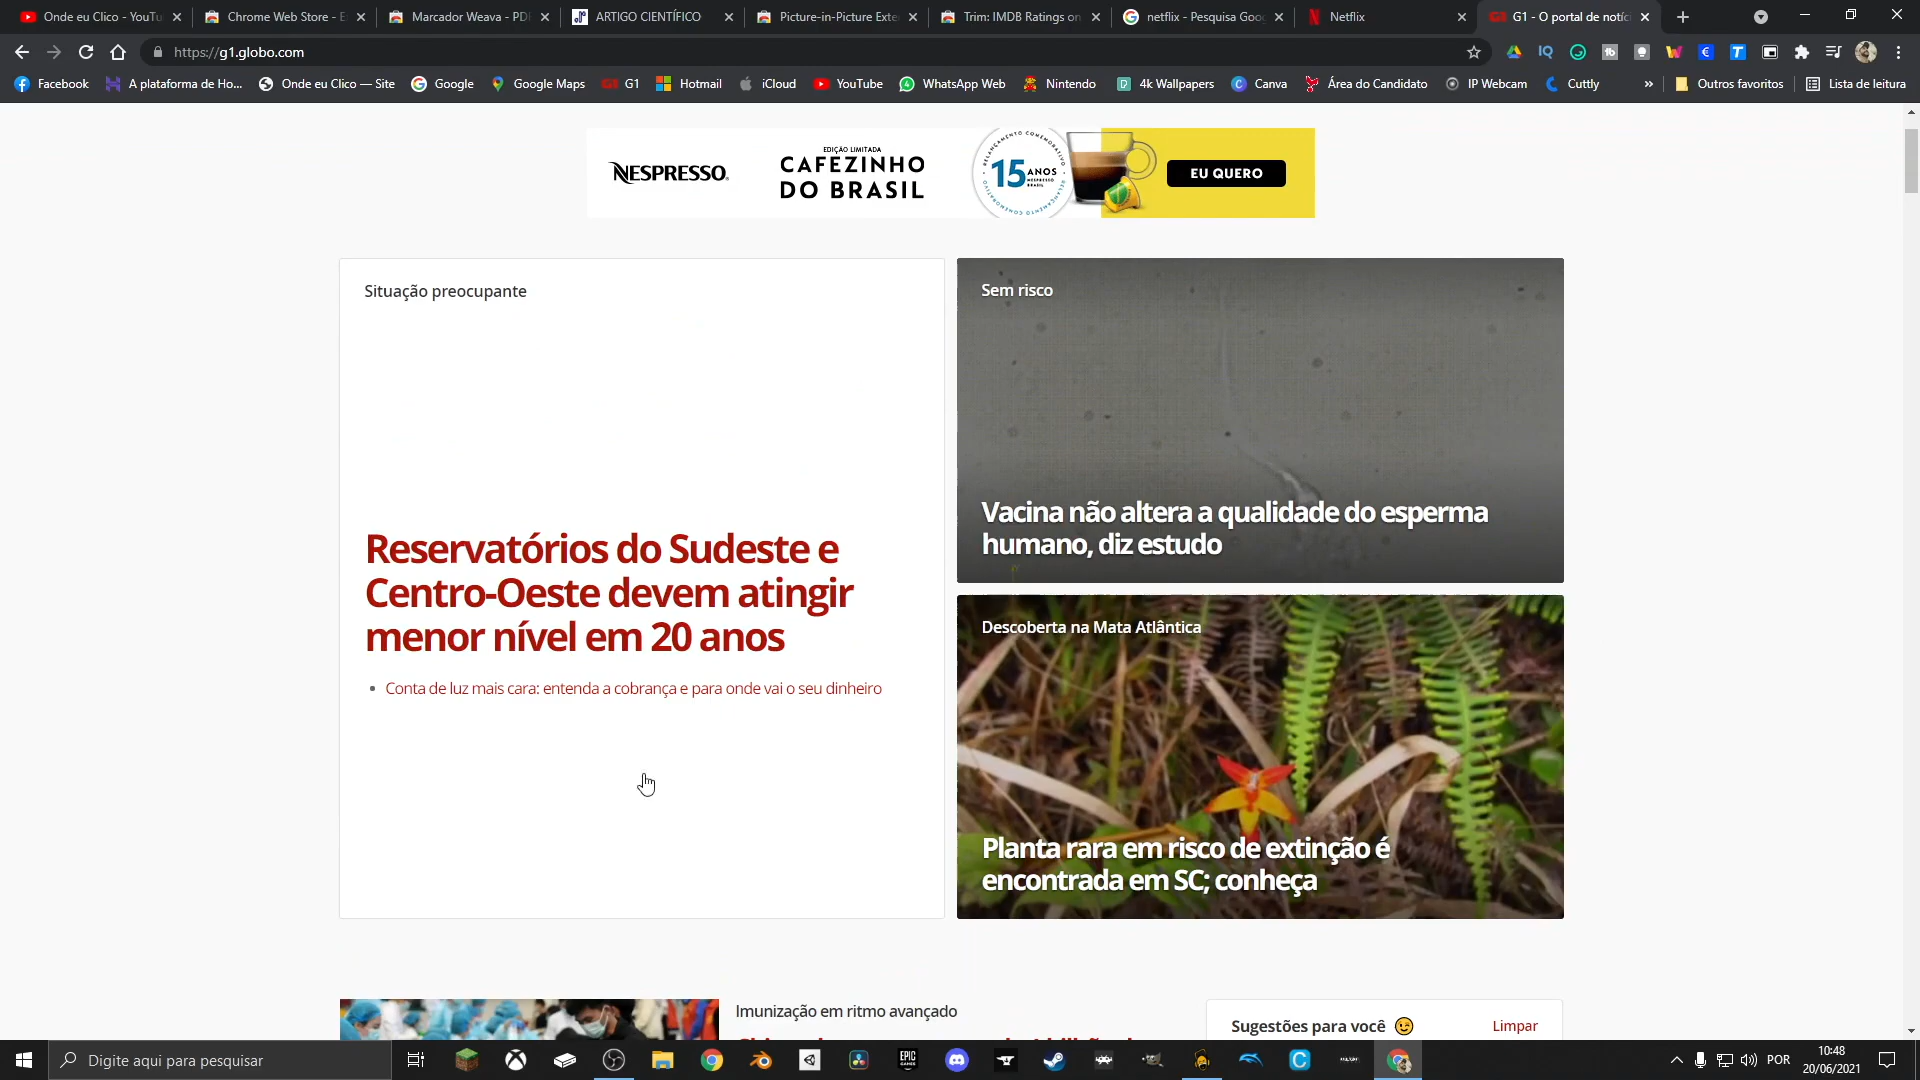 Onde eu Clico - YouTu
Chrome Web Store - E
Marcador Weava - PD
ARTIGO CIENTÍFICO
Picture-in-Picture Exte
Trim: IMDB Ratings on
netflix - Pesquisa Goo
Netflix
G1 - O portal de notíci
https://g1.globo.com
Facebook
A plataforma de Ho...
Onde eu Clico — Site
Google
Google Maps
G1
Hotmail
iCloud
YouTube
WhatsApp Web
Nintendo
4k Wallpapers
Canva
Área do Candidato
IP Webcam
Cuttly
»
Outros favoritos
Lista de leitura
NESPRESSO.
EDIÇÃO LIMITADA
CAFEZINHO
DO BRASIL
RELANÇAMENTO COMEMORATIVO
15 ANOS
NESPRESSO
BRASIL
RELANÇAMENTO COMEMORATIVO
EU QUERO
Situação preocupante
Reservatórios do Sudeste e
Centro-Oeste devem atingir
menor nível em 20 anos
Conta de luz mais cara: entenda a cobrança e para onde vai o seu dinheiro
Sem risco
Vacina não altera a qualidade do esperma
humano, diz estudo
Descoberta na Mata Atlântica
Planta rara em risco de extinção é
encontrada em SC; conheça
Imunização em ritmo avançado
Sugestões para você 😉
Limpar
Digite aqui para pesquisar
POR
10:48
20/06/2021